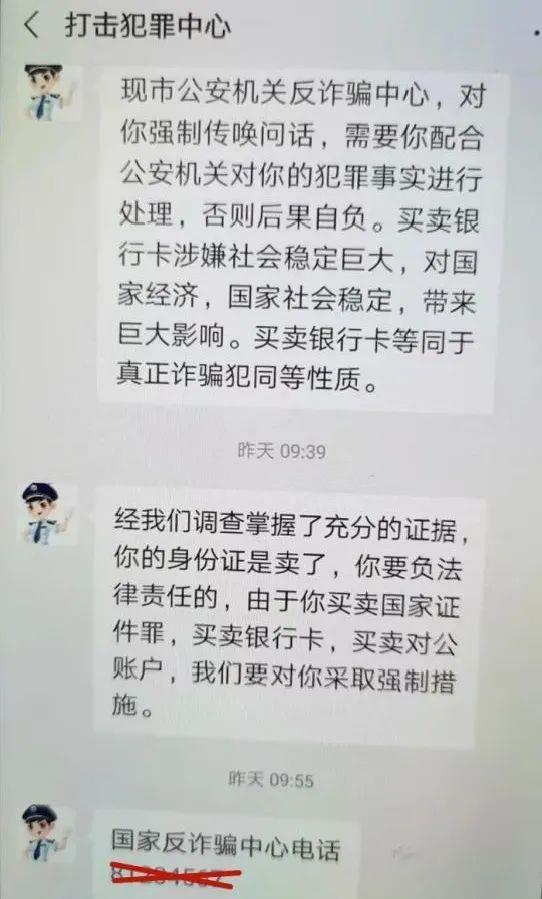 打击犯罪中心
现市公安机关反诈骗中心，对
你强制传唤问话，需要你配合
公安机关对你的犯罪事实进行
处理，否则后果自负。买卖银
行卡涉嫌社会稳定巨大，对国
家经济，国家社会稳定，带来
巨大影响。买卖银行卡等同于
真正诈骗犯同等性质。
昨天 09:39
经我们调查掌握了充分的证据，
你的身份证是卖了，你要负法
律责任的，由于你买卖国家证
件罪，买卖银行卡，买卖对公
账户，我们要对你采取强制措
施。
昨天 09:55
国家反诈骗中心电话